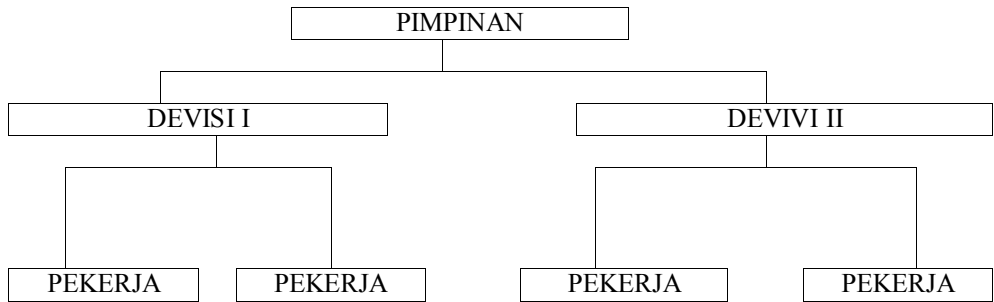 PIMPINAN
DEVISI I
DEVIVI II
PEKERJA
PEKERJA
PEKERJA
PEKERJA